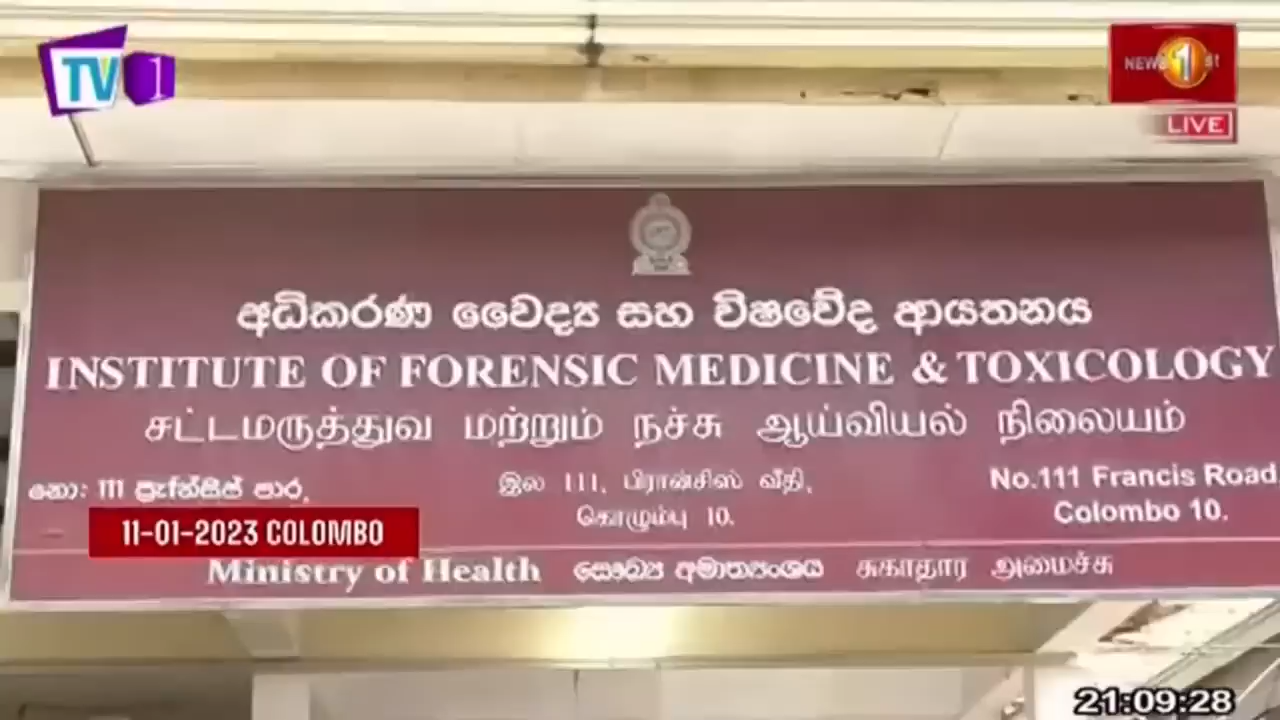 TV 1
NEWS 1st
LIVE
අධිකරණ වෛද්‍ය සහ විෂවේද ආයතනය
INSTITUTE OF FORENSIC MEDICINE & TOXICOLOGY
சட்டமருத்துவ மற்றும் நச்சு ஆய்வியல் நிலையம்
නො: 111 ප්‍රැන්සිස් පාර,
இல 111, பிரான்சிஸ் வீதி,
கொழும்பு 10.
No.111 Francis Road
Colombo 10.
11-01-2023 COLOMBO
Ministry of Health සෞඛ්‍ය අමාත්‍යංශය சுகாதார அமைச்சு
21:09:28